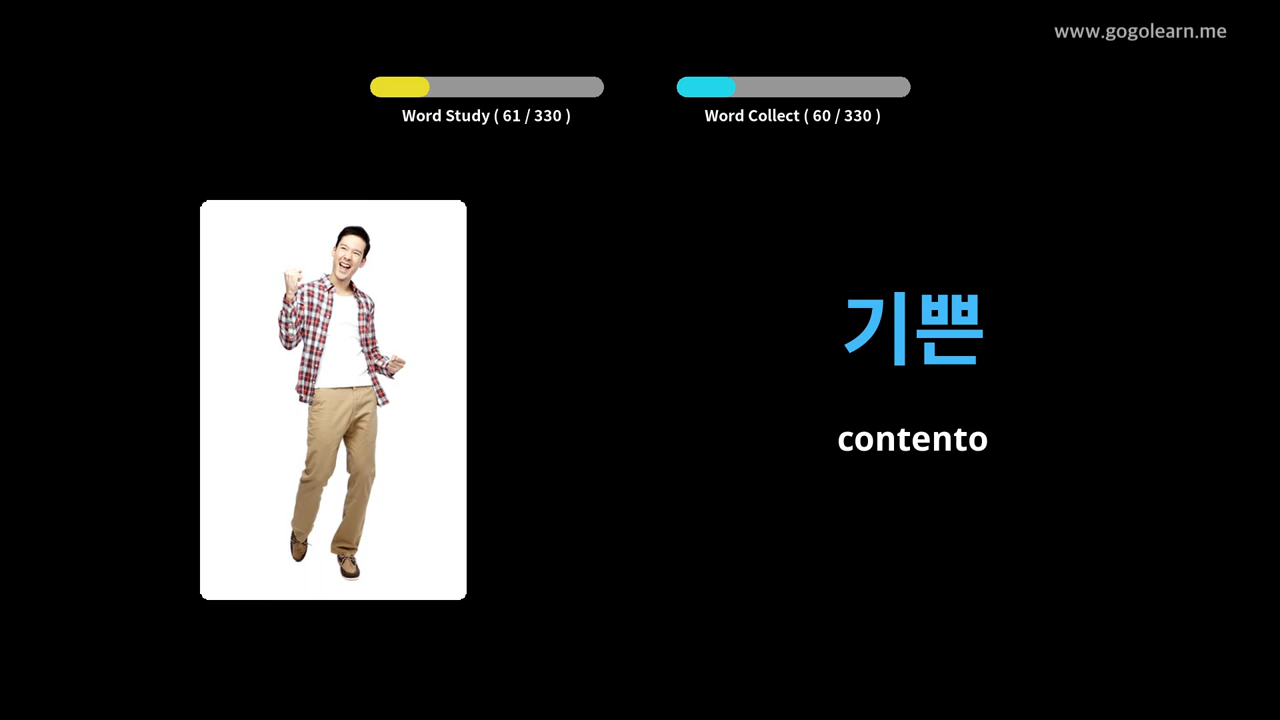 www.gogolearn.me
Word Study ( 61 / 330 )
Word Collect ( 60 / 330 )
기쁜
contento